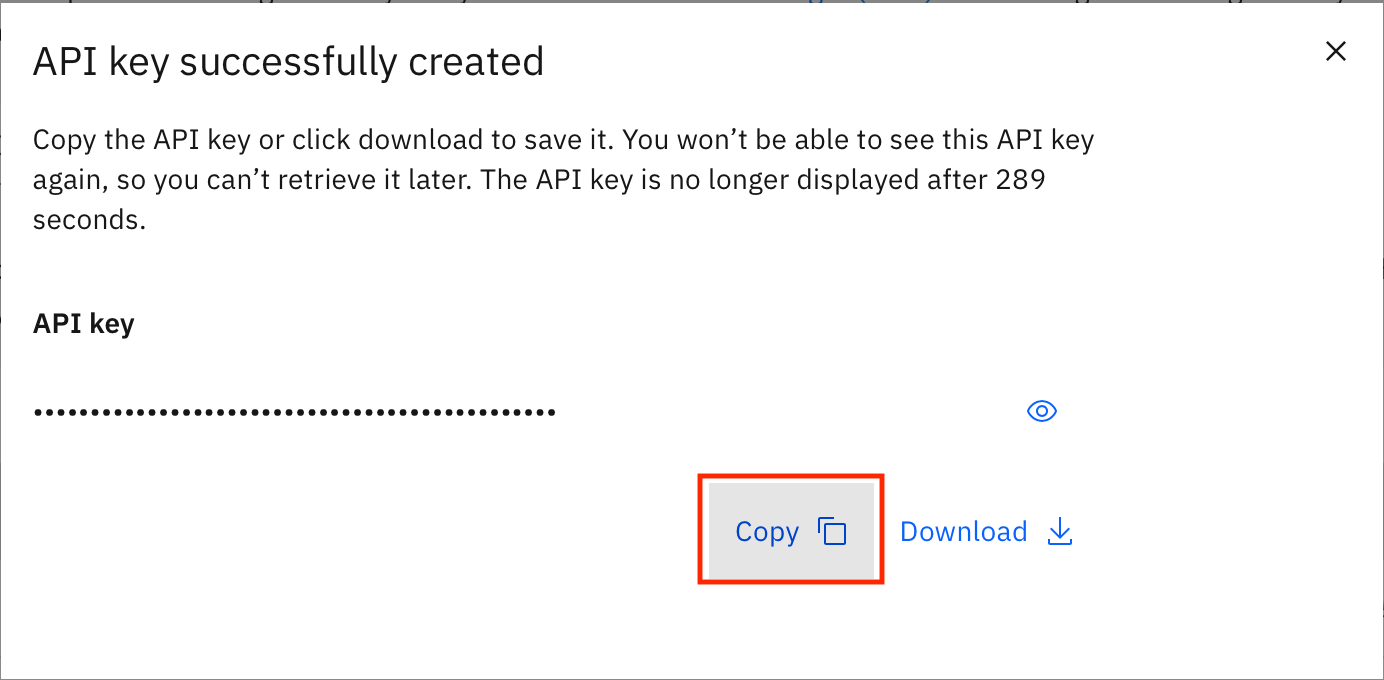 API key successfully created
Copy the API key or click download to save it. You won’t be able to see this API key
again, so you can’t retrieve it later. The API key is no longer displayed after 289
seconds.
API key
••••••••••••••••••••••••••••••••••••••••••••
Copy
Download